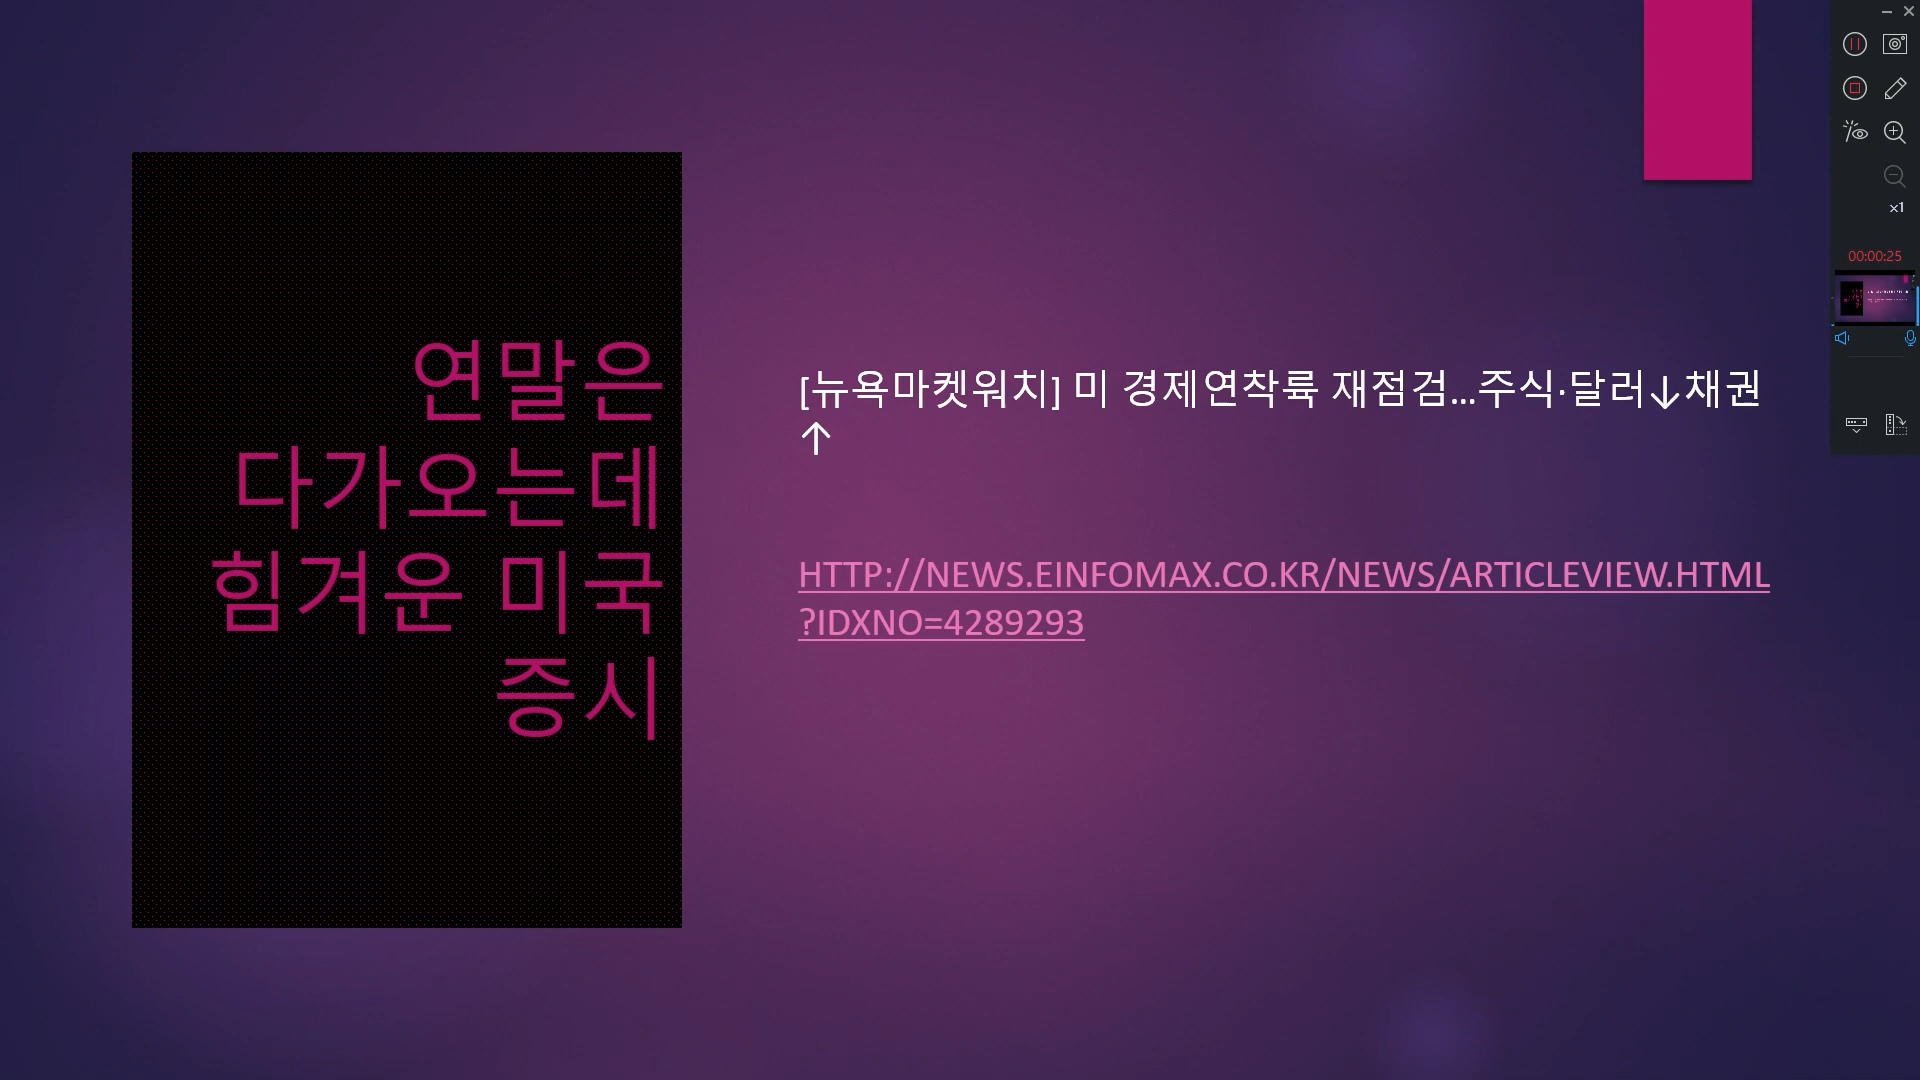 연말은
다가오는데
힘겨운 미국
증시
[뉴욕마켓워치] 미 경제연착륙 재점검...주식·달러↓채권
↑
HTTP://NEWS.EINFOMAX.CO.KR/NEWS/ARTICLEVIEW.HTML
?IDXNO=4289293
x1
00:00:25